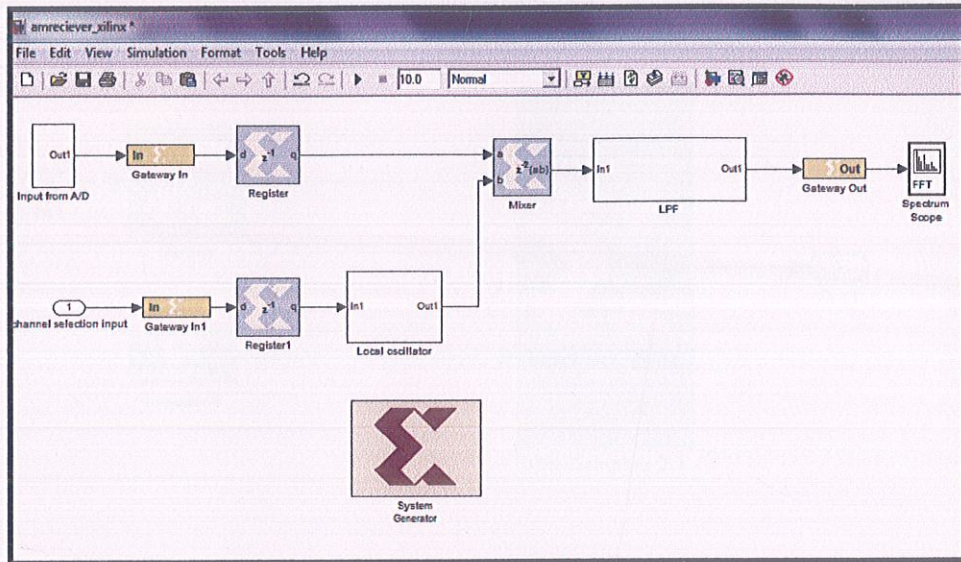 amreciever_xilinx *
File Edit View Simulation Format Tools Help
10.0 Normal
Out1
Input from A/D
In
Gateway In
d z-1 q
Register
a
b
z-2(ab)
Mixer
In1 Out1
LPF
Out
Gateway Out
FFT
Spectrum
Scope
1
channel selection input
In
Gateway In1
d z-1 q
Register1
In1 Out1
Local oscillator
System
Generator